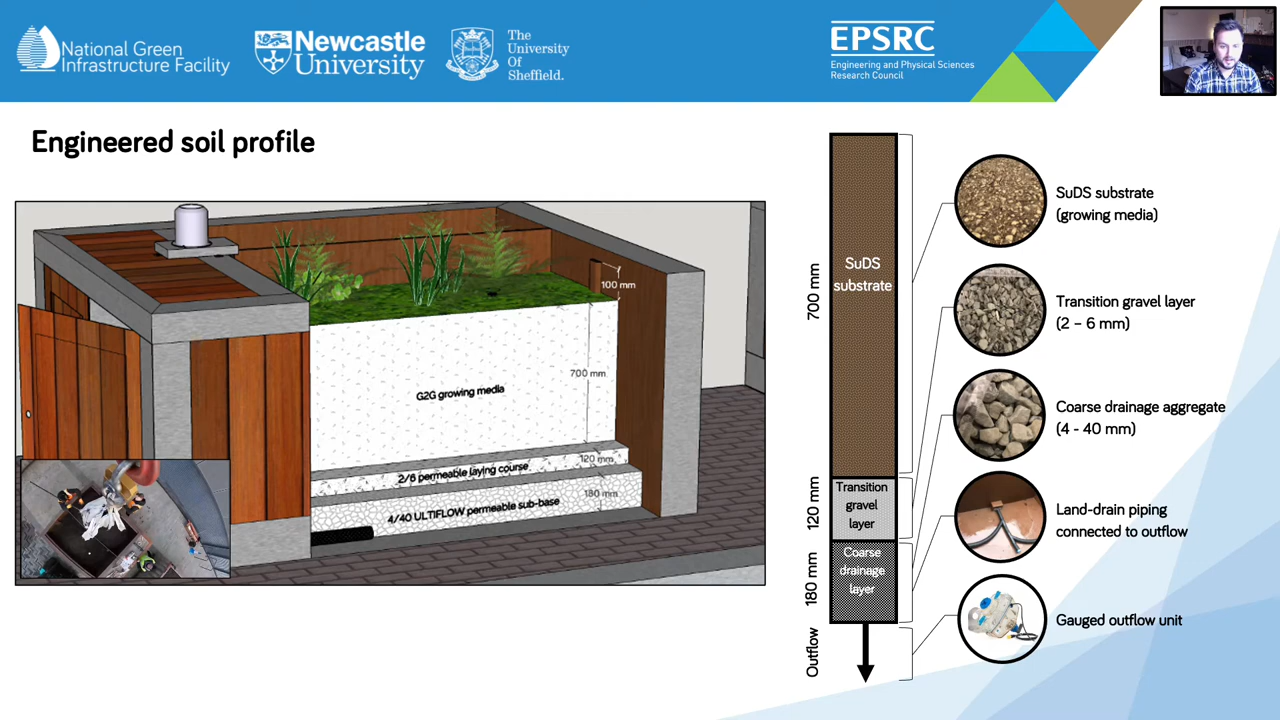 National Green
Infrastructure Facility
Newcastle
University
The
University
Of
Sheffield.
EPSRC
Engineering and Physical Sciences
Research Council
Engineered soil profile
100 mm
700 mm
G2G growing media
120 mm
2/6 permeable laying course
180 mm
4/40 ULTIFLOW permeable sub-base
700 mm
120 mm
180 mm
Outflow
SuDS
substrate
Transition
gravel
layer
Coarse
drainage
layer
SuDS substrate
(growing media)
Transition gravel layer
(2 – 6 mm)
Coarse drainage aggregate
(4 - 40 mm)
Land-drain piping
connected to outflow
Gauged outflow unit